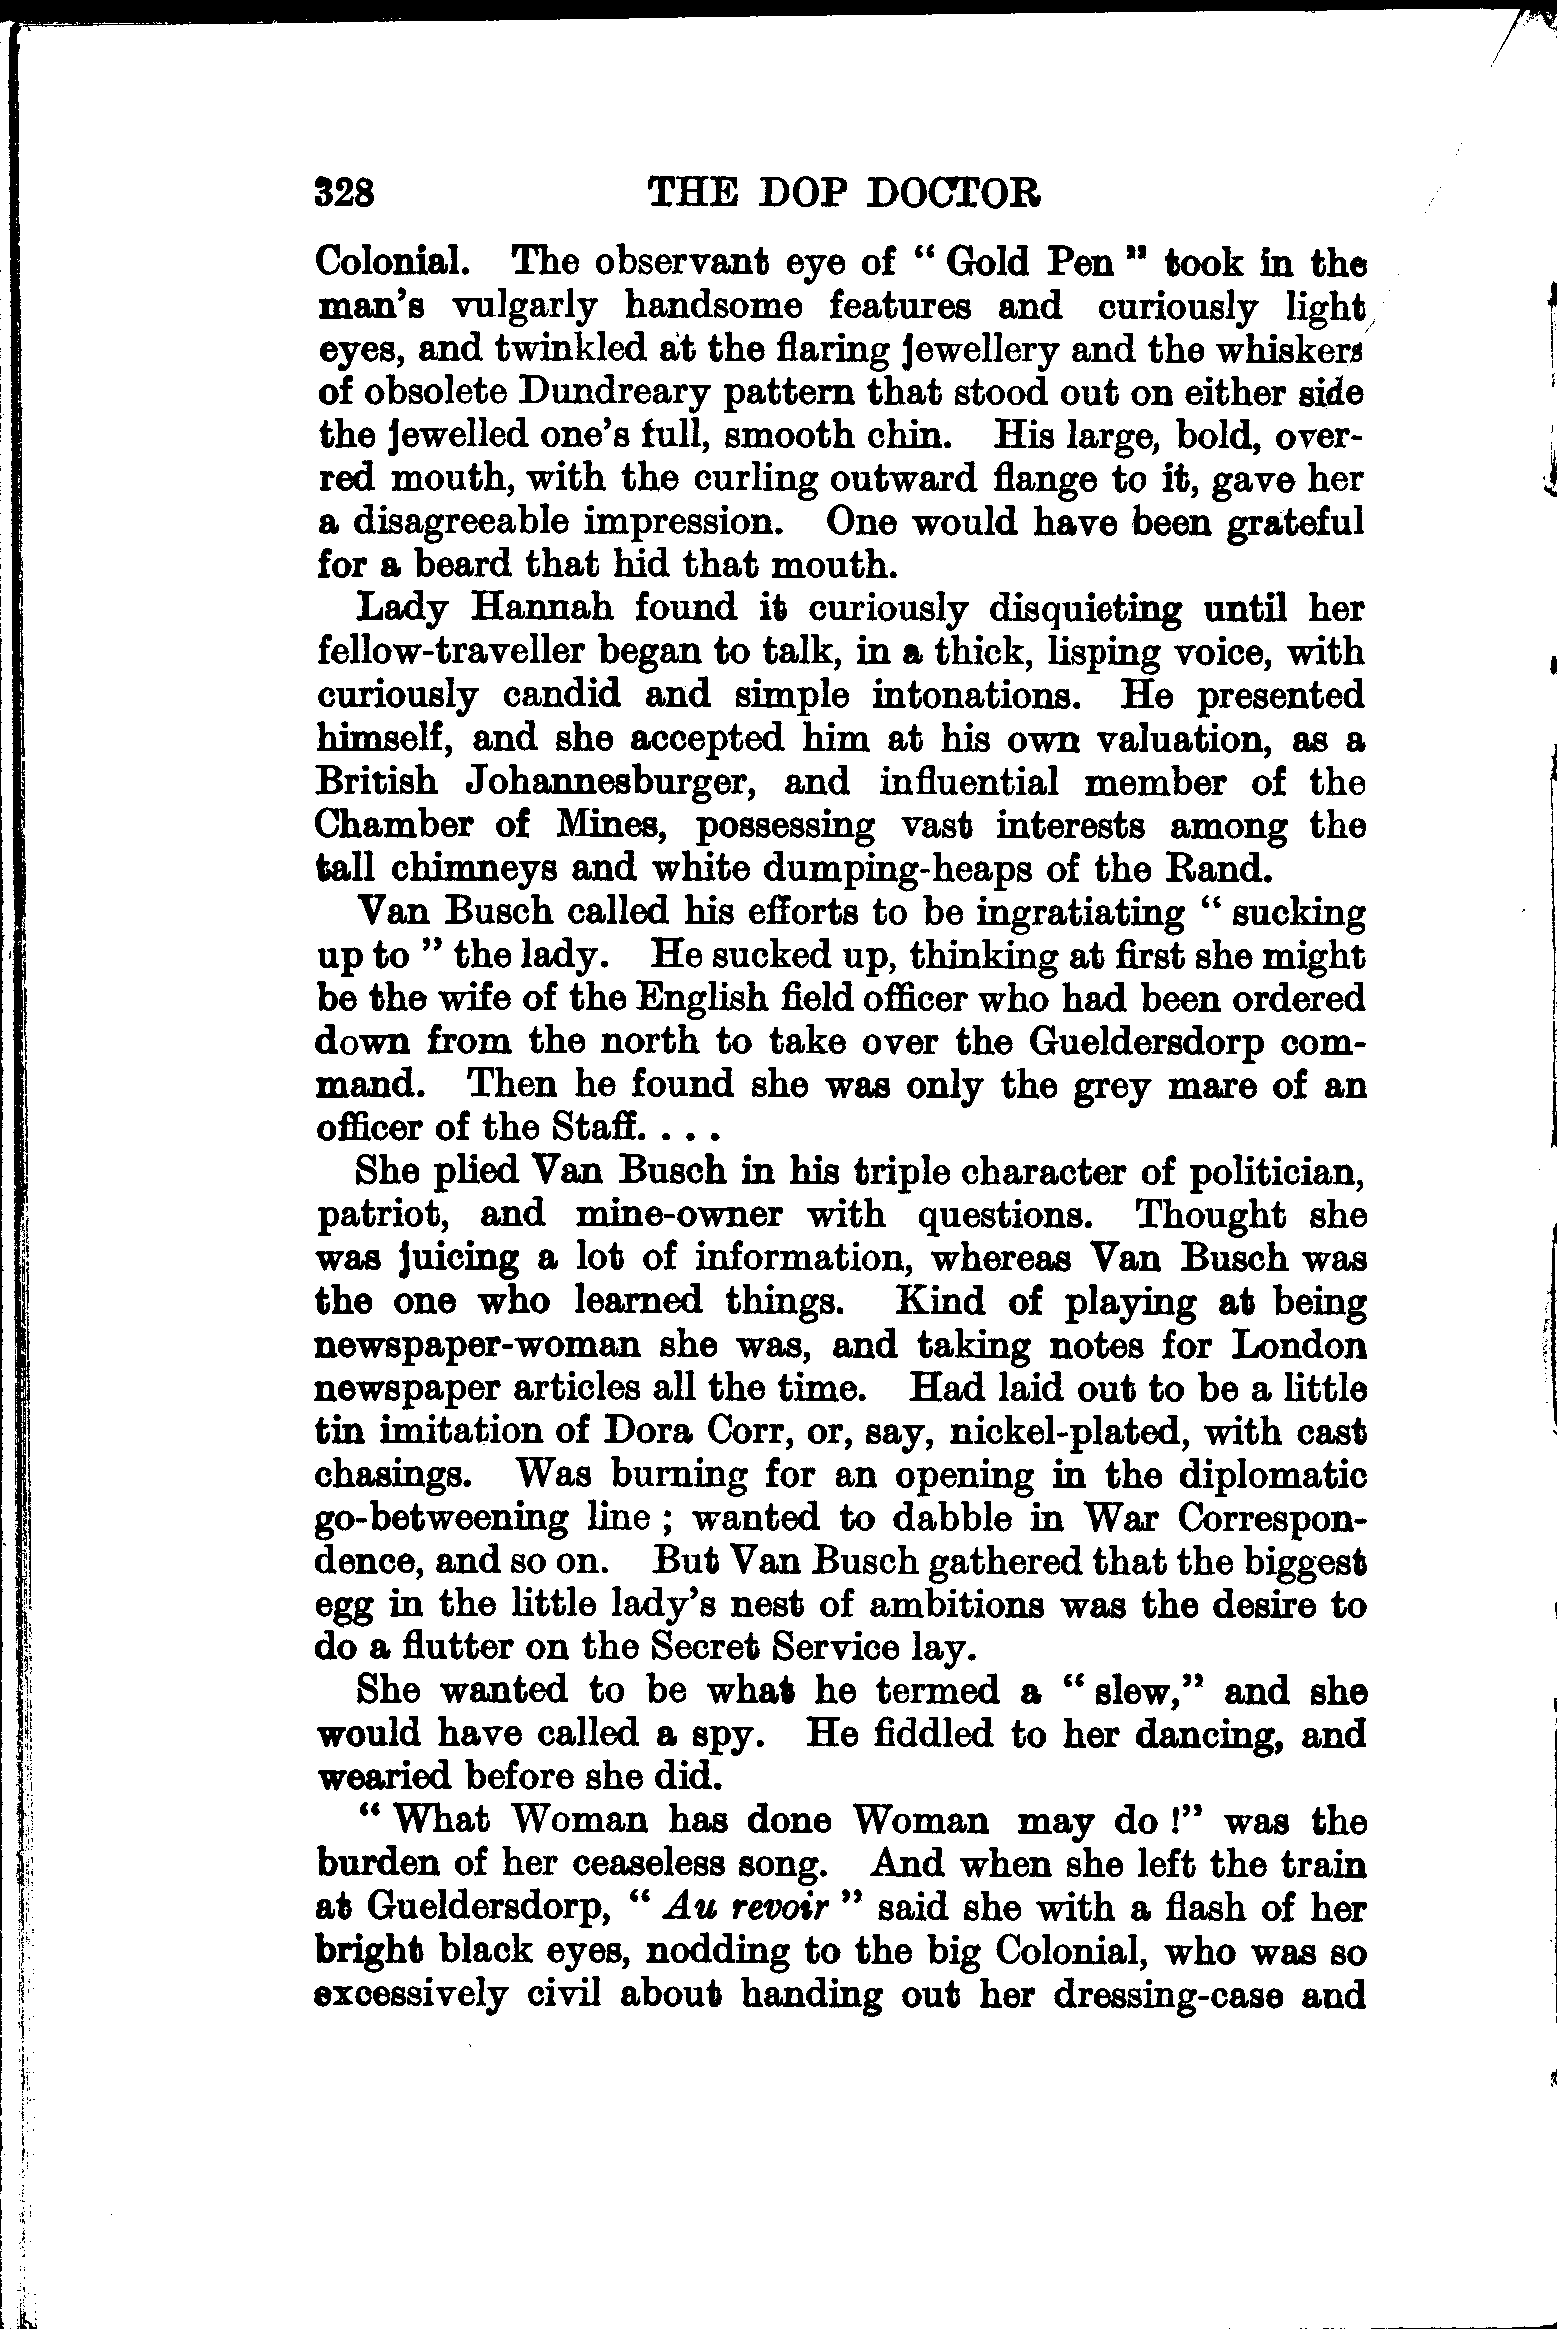 328 THE DOP DOCTOR
Colonial. The observant eye of " Gold Pen " took in the
man's vulgarly handsome features and curiously light
eyes, and twinkled at the flaring jewellery and the whiskers
of obsolete Dundreary pattern that stood out on either side
the jewelled one's full, smooth chin. His large, bold, over-
red mouth, with the curling outward flange to it, gave her
a disagreeable impression. One would have been grateful
for a beard that hid that mouth.
Lady Hannah found it curiously disquieting until her
fellow-traveller began to talk, in a thick, lisping voice, with
curiously candid and simple intonations. He presented
himself, and she accepted him at his own valuation, as a
British Johannesburger, and influential member of the
Chamber of Mines, possessing vast interests among the
tall chimneys and white dumping-heaps of the Rand.
Van Busch called his efforts to be ingratiating " sucking
up to " the lady. He sucked up, thinking at first she might
be the wife of the English field officer who had been ordered
down from the north to take over the Gueldersdorp com-
mand. Then he found she was only the grey mare of an
officer of the Staff. . . .
She plied Van Busch in his triple character of politician,
patriot, and mine-owner with questions. Thought she
was juicing a lot of information, whereas Van Busch was
the one who learned things. Kind of playing at being
newspaper-woman she was, and taking notes for London
newspaper articles all the time. Had laid out to be a little
tin imitation of Dora Corr, or, say, nickel-plated, with cast
chasings. Was burning for an opening in the diplomatic
go-betweening line ; wanted to dabble in War Correspon-
dence, and so on. But Van Busch gathered that the biggest
egg in the little lady's nest of ambitions was the desire to
do a flutter on the Secret Service lay.
She wanted to be what he termed a " slew," and she
would have called a spy. He fiddled to her dancing, and
wearied before she did.
" What Woman has done Woman may do !" was the
burden of her ceaseless song. And when she left the train
at Gueldersdorp, " Au revoir " said she with a flash of her
bright black eyes, nodding to the big Colonial, who was so
excessively civil about handing out her dressing-case and